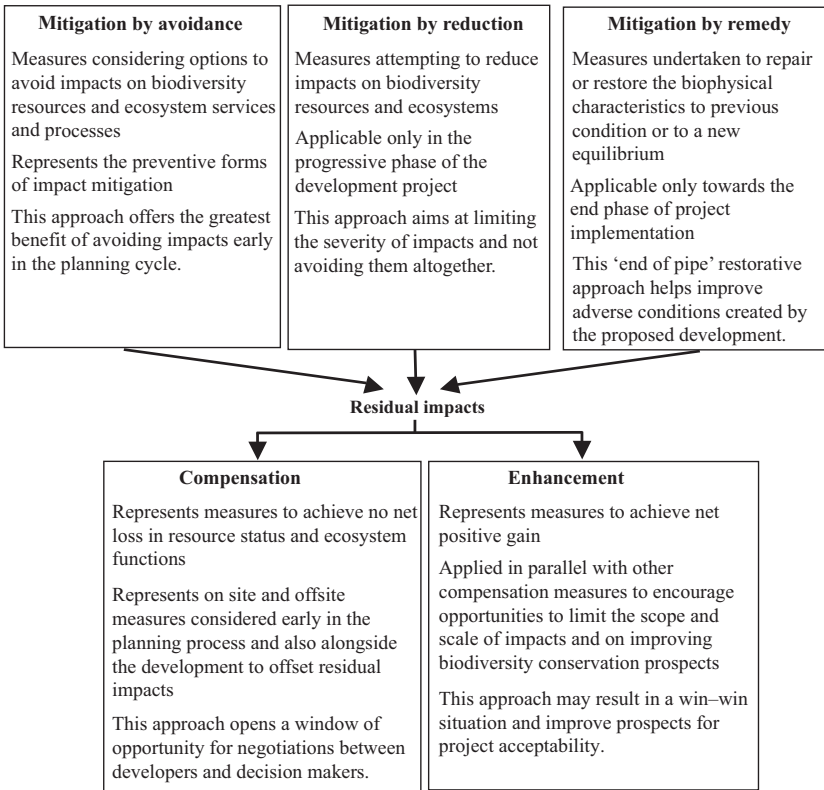 Mitigation by avoidance
Measures considering options to
avoid impacts on biodiversity
resources and ecosystem services
and processes
Represents the preventive forms
of impact mitigation
This approach offers the greatest
benefit of avoiding impacts early
in the planning cycle.
Mitigation by reduction
Measures attempting to reduce
impacts on biodiversity
resources and ecosystems
Applicable only in the
progressive phase of the
development project
This approach aims at limiting
the severity of impacts and not
avoiding them altogether.
Mitigation by remedy
Measures undertaken to repair
or restore the biophysical
characteristics to previous
condition or to a new
equilibrium
Applicable only towards the
end phase of project
implementation
This ‘end of pipe’ restorative
approach helps improve
adverse conditions created by
the proposed development.
Residual impacts
Compensation
Represents measures to achieve no net
loss in resource status and ecosystem
functions
Represents on site and offsite
measures considered early in the
planning process and also alongside
the development to offset residual
impacts
This approach opens a window of
opportunity for negotiations between
developers and decision makers.
Enhancement
Represents measures to achieve net
positive gain
Applied in parallel with other
compensation measures to encourage
opportunities to limit the scope and
scale of impacts and on improving
biodiversity conservation prospects
This approach may result in a win–win
situation and improve prospects for
project acceptability.